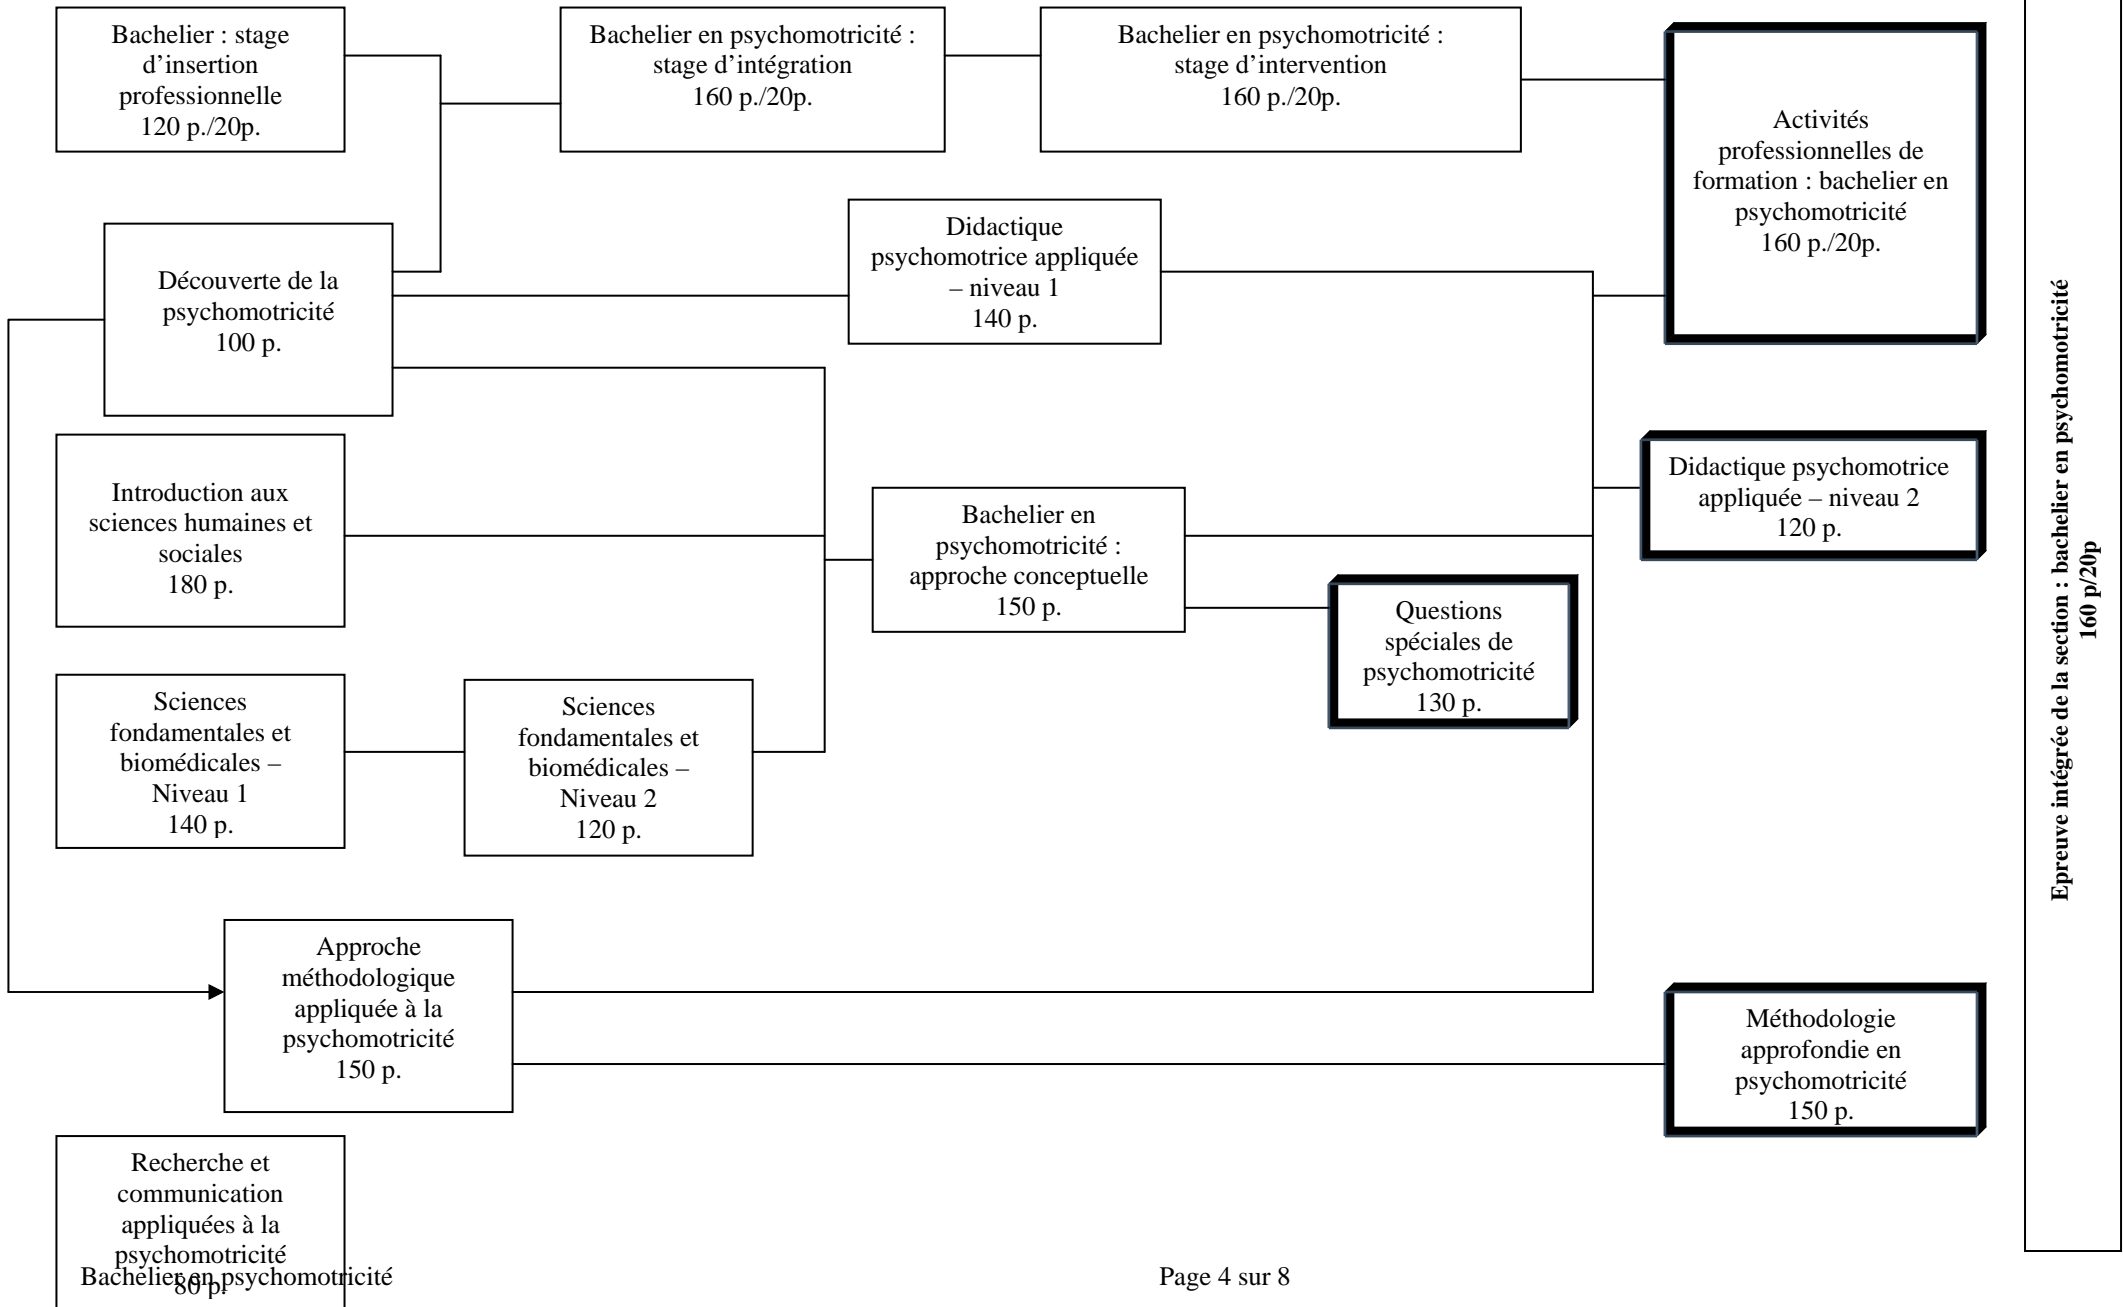 Bachelier : stage
d’insertion
professionnelle
120 p./20p.
Bachelier en psychomotricité :
stage d’intégration
160 p./20p.
Bachelier en psychomotricité :
stage d’intervention
160 p./20p.
Activités
professionnelles de
formation : bachelier en
psychomotricité
160 p./20p.
Découverte de la
psychomotricité
100 p.
Didactique
psychomotrice appliquée
– niveau 1
140 p.
Introduction aux
sciences humaines et
sociales
180 p.
Bachelier en
psychomotricité :
approche conceptuelle
150 p.
Didactique psychomotrice
appliquée – niveau 2
120 p.
Questions
spéciales de
psychomotricité
130 p.
Sciences
fondamentales et
biomédicales –
Niveau 1
140 p.
Sciences
fondamentales et
biomédicales –
Niveau 2
120 p.
Approche
méthodologique
appliquée à la
psychomotricité
150 p.
Méthodologie
approfondie en
psychomotricité
150 p.
Recherche et
communication
appliquées à la
psychomotricité
80 p.
Epreuve intégrée de la section : bachelier en psychomotricité
160 p/20p
Bachelier en psychomotricité
Page 4 sur 8